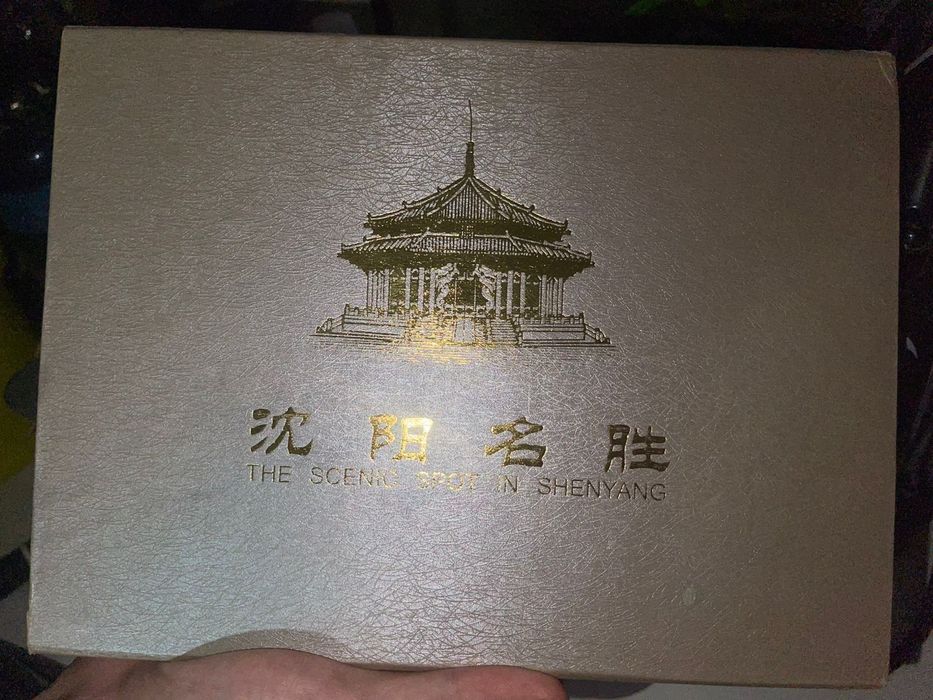 沈阳名胜
THE SCENIC SPOT IN SHENYANG